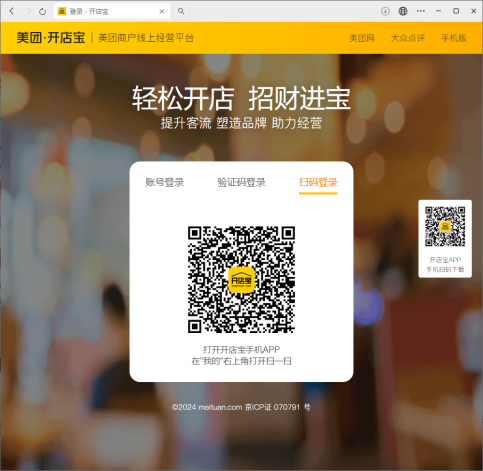 登录 - 开店宝
美团·开店宝 | 美团商户线上经营平台
美团网 大众点评 手机版
轻松开店 招财进宝
提升客流 塑造品牌 助力经营
账号登录 验证码登录 扫码登录
开店宝
打开开店宝手机APP
在"我的"右上角打开扫一扫
开店宝APP
手机扫码下载
©2024 meituan.com 京ICP证 070791 号